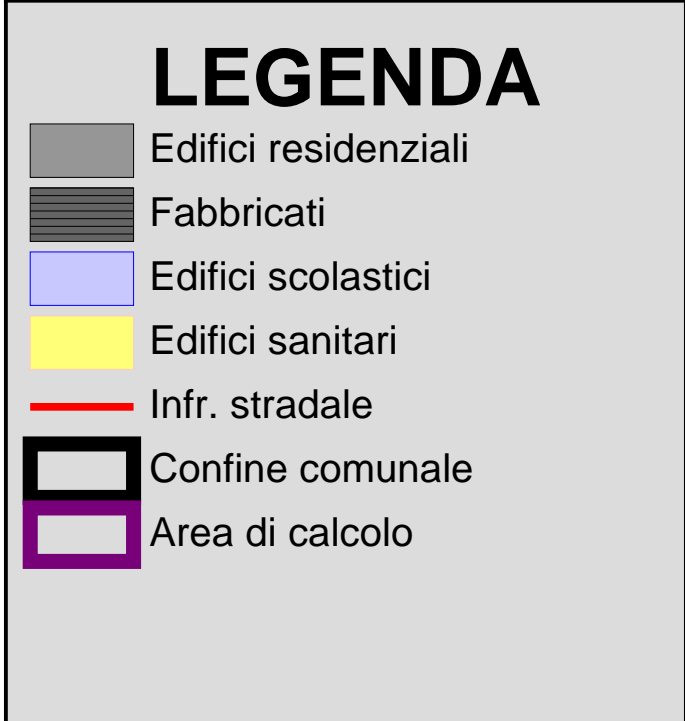 LEGENDA
Edifici residenziali
Fabbricati
Edifici scolastici
Edifici sanitari
Infr. stradale
Confine comunale
Area di calcolo